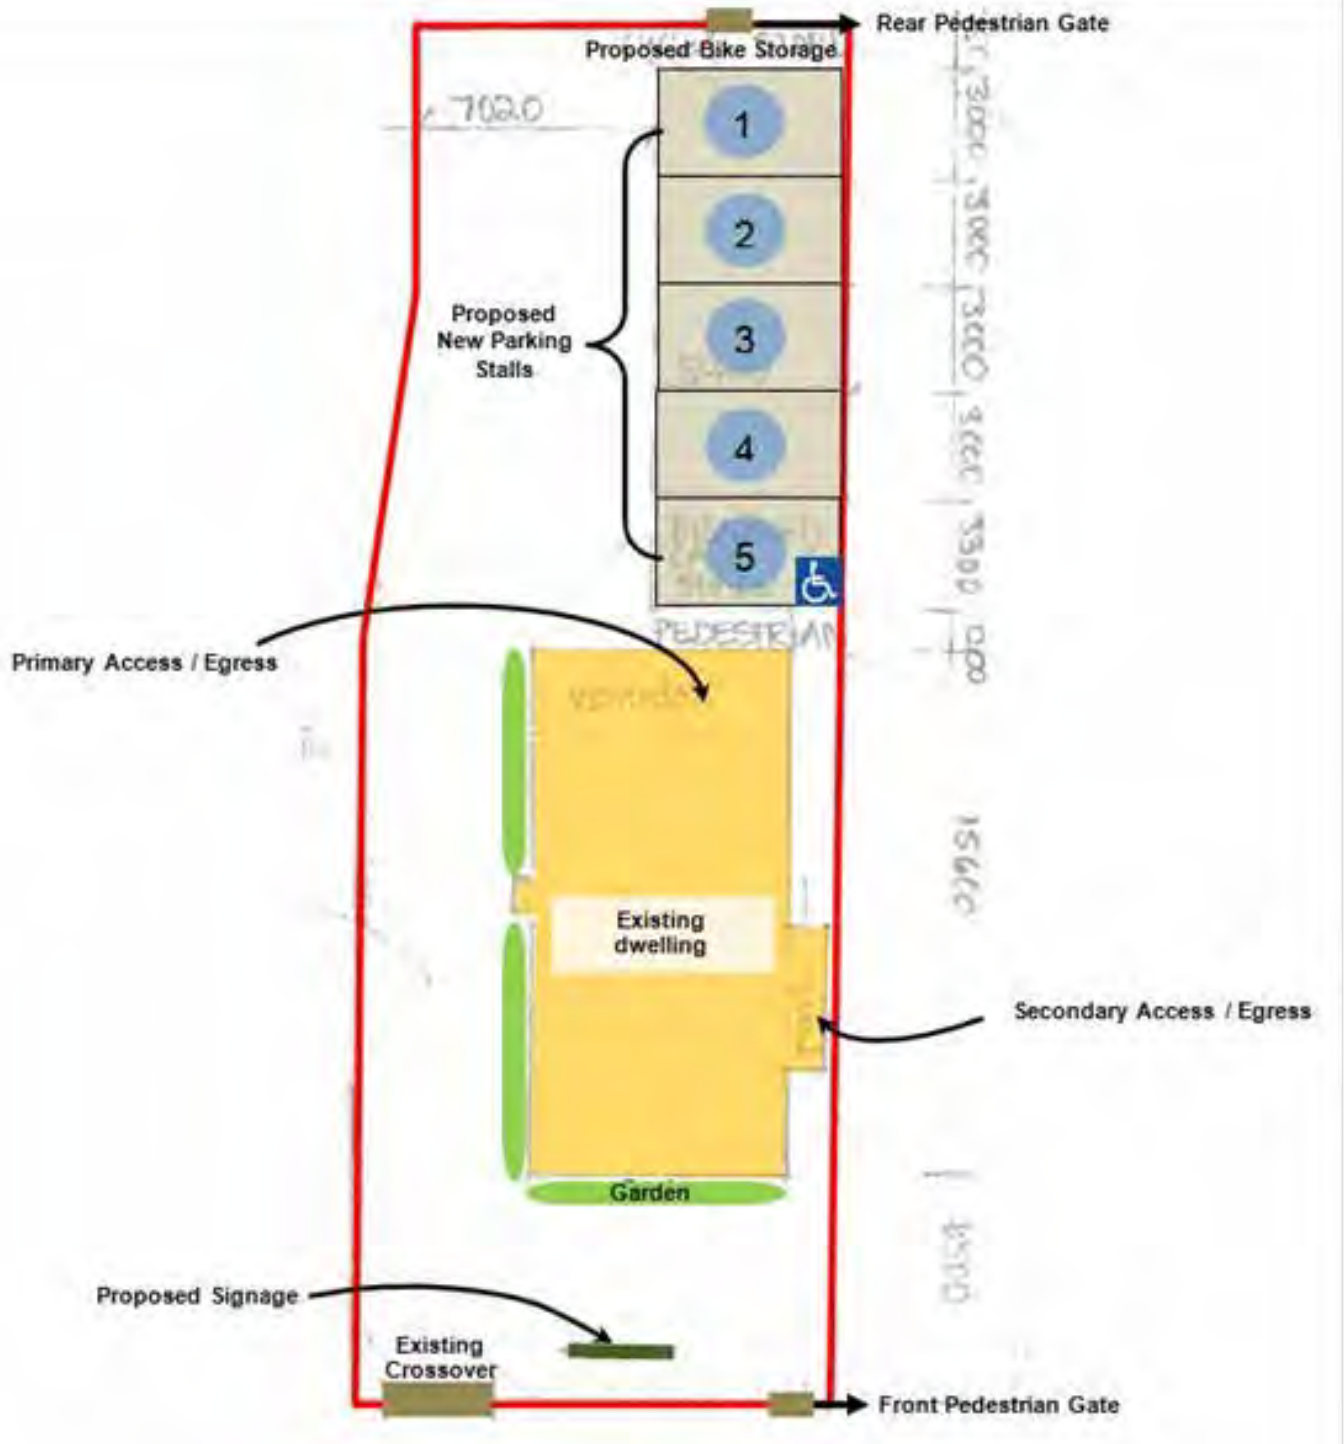 Rear Pedestrian Gate
Proposed Bike Storage
7020
3000
1
3000
2
Proposed
New Parking
Stalls
3000
3
3000
4
3300
5
PEDESTRIAN
Primary Access / Egress
Existing
dwelling
15600
Secondary Access / Egress
Garden
8500
Proposed Signage
Existing
Crossover
Front Pedestrian Gate